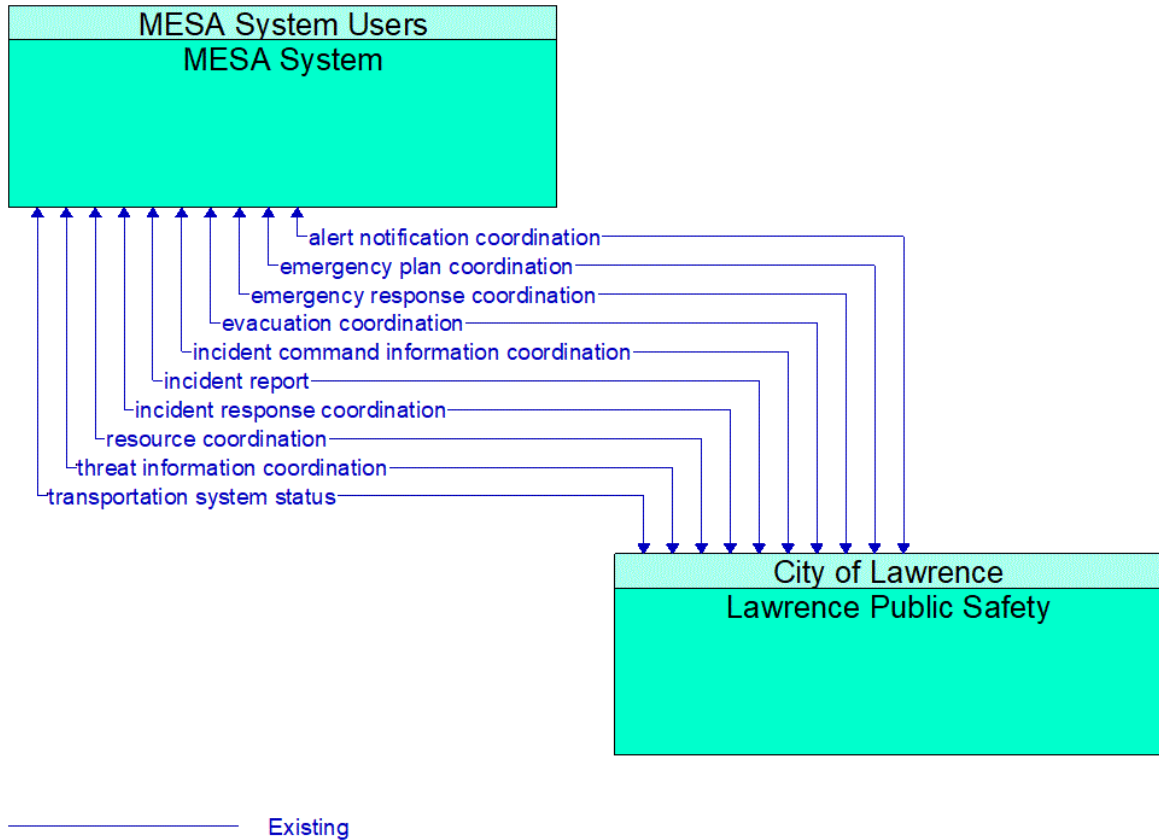 MESA System Users
MESA System
alert notification coordination
emergency plan coordination
emergency response coordination
evacuation coordination
incident command information coordination
incident report
incident response coordination
resource coordination
threat information coordination
transportation system status
City of Lawrence
Lawrence Public Safety
Existing